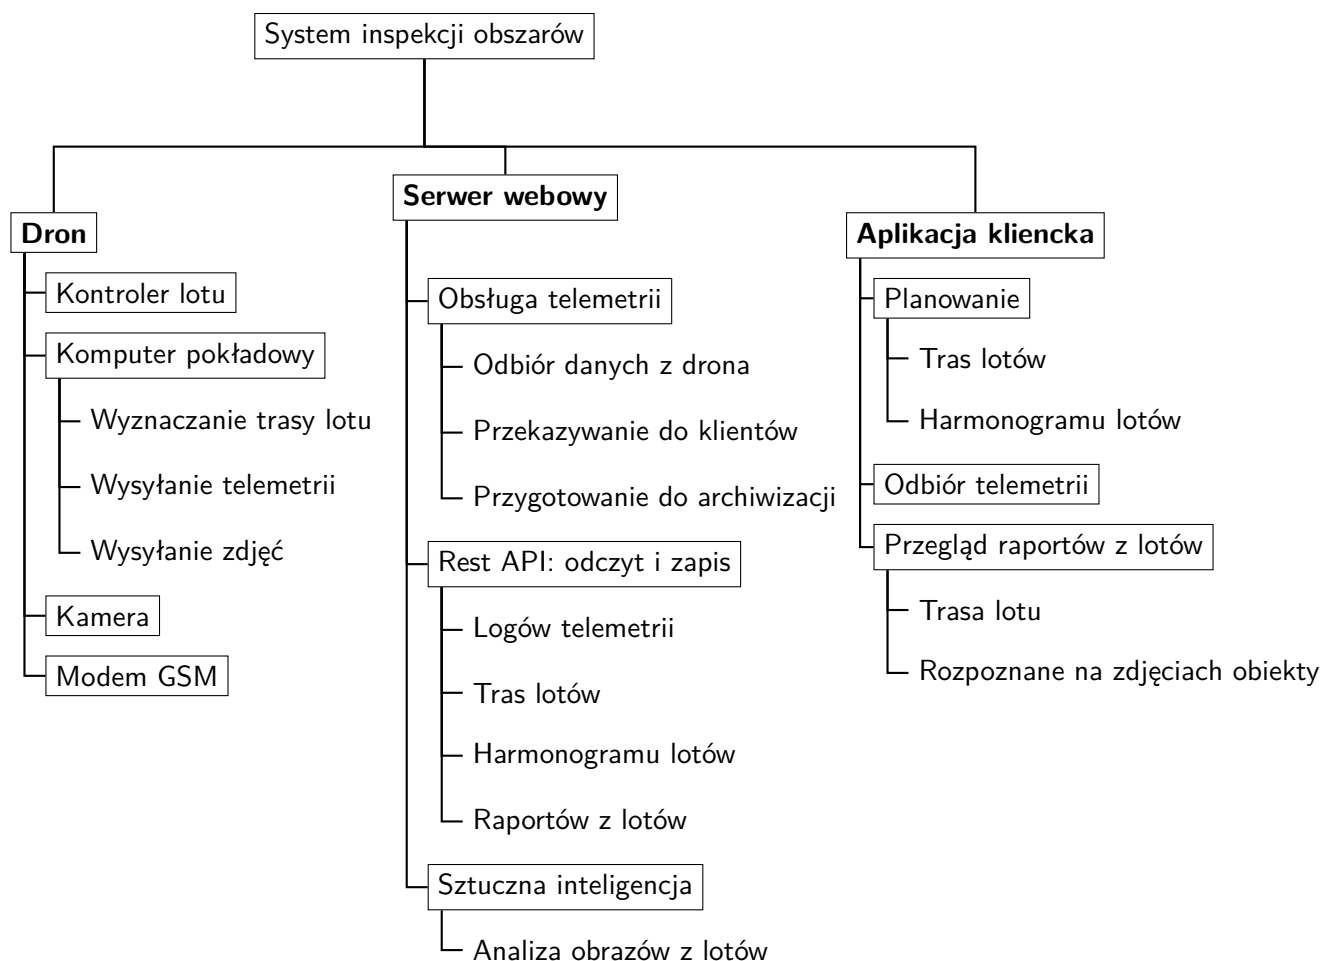 System inspekcji obszarów
Dron
Kontroler lotu
Komputer pokładowy
Wyznaczanie trasy lotu
Wysyłanie telemetrii
Wysyłanie zdjęć
Kamera
Modem GSM
Serwer webowy
Obsługa telemetrii
Odbiór danych z drona
Przekazywanie do klientów
Przygotowanie do archiwizacji
Rest API: odczyt i zapis
Logów telemetrii
Tras lotów
Harmonogramu lotów
Raportów z lotów
Sztuczna inteligencja
Analiza obrazów z lotów
Aplikacja kliencka
Planowanie
Tras lotów
Harmonogramu lotów
Odbiór telemetrii
Przegląd raportów z lotów
Trasa lotu
Rozpoznane na zdjęciach obiekty